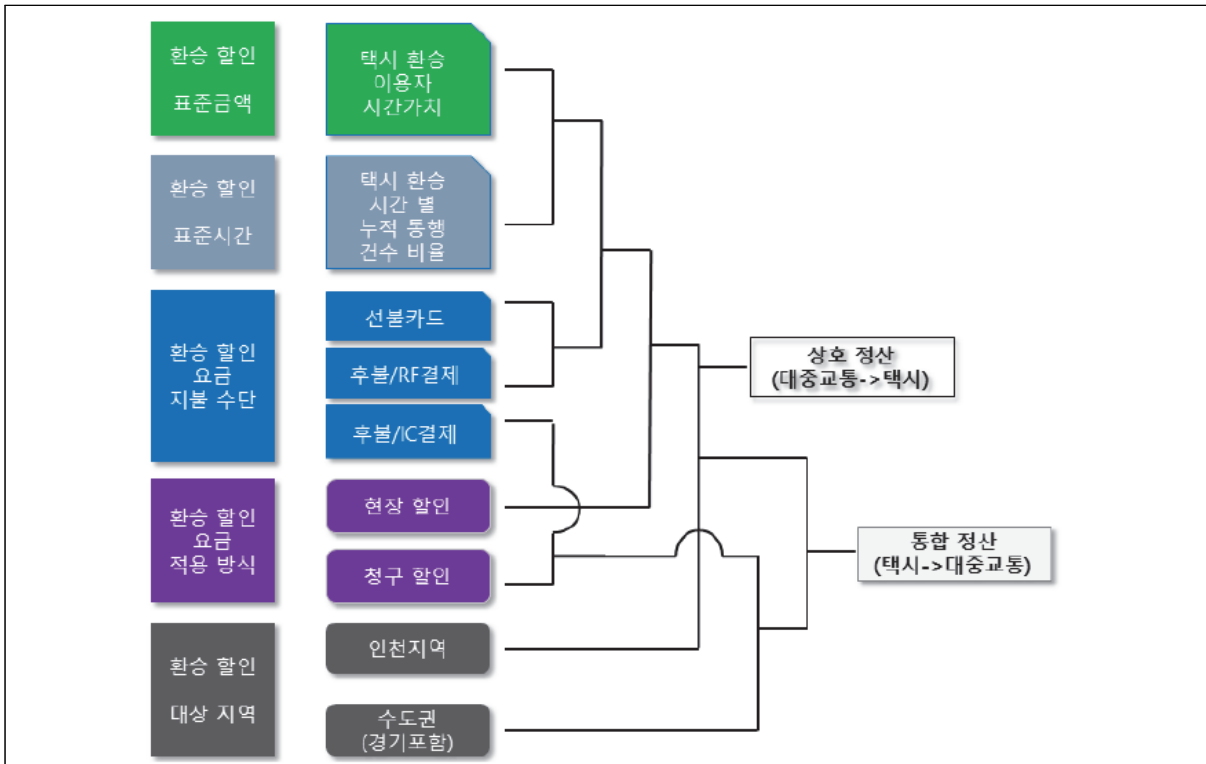 환승 할인
표준금액
택시 환승
이용자
시간가치
환승 할인
표준시간
택시 환승
시간 별
누적 통행
건수 비율
환승 할인
요금
지불 수단
선불카드
후불/RF결제
후불/IC결제
상호 정산
(대중교통->택시)
환승 할인
요금
적용 방식
현장 할인
청구 할인
통합 정산
(택시->대중교통)
환승 할인
대상 지역
인천지역
수도권
(경기포함)